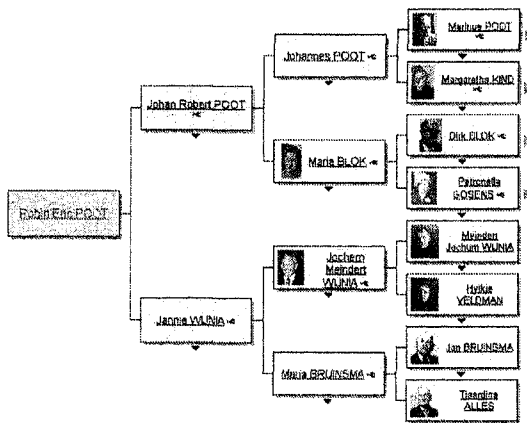 Robin Eric POOT
Johan Robert POOT
Jannie WIJNIA
Johannes POOT
Maria BLOK
Jochem
Meindert
WIJNIA
Maria BRUINSMA
Marinus POOT
Margaretha KIND
Dirk BLOK
Petronella
GOSENS
Meindert
Jochum WIJNIA
Hylkje
VELDMAN
Jan BRUINSMA
Tjaardina
ALLES